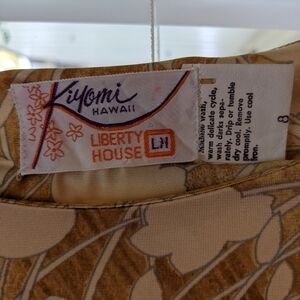 Kiyomi
HAWAII
LIBERTY
HOUSE
LH
Machine wash,
warm delicate cycle,
wash darks sepa-
rately. Drip or tumble
dry cool. Remove
promptly. Use cool
iron.
8